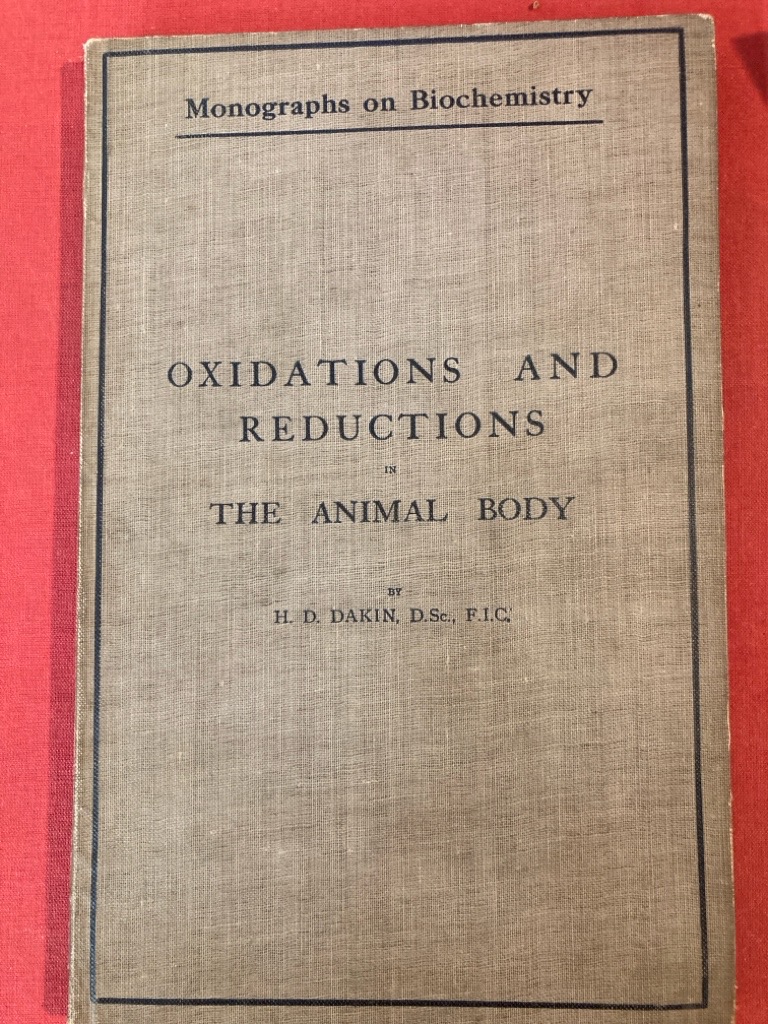 Monographs on Biochemistry
OXIDATIONS AND
REDUCTIONS
IN
THE ANIMAL BODY
BY
H. D. DAKIN, D.Sc., F.I.C.